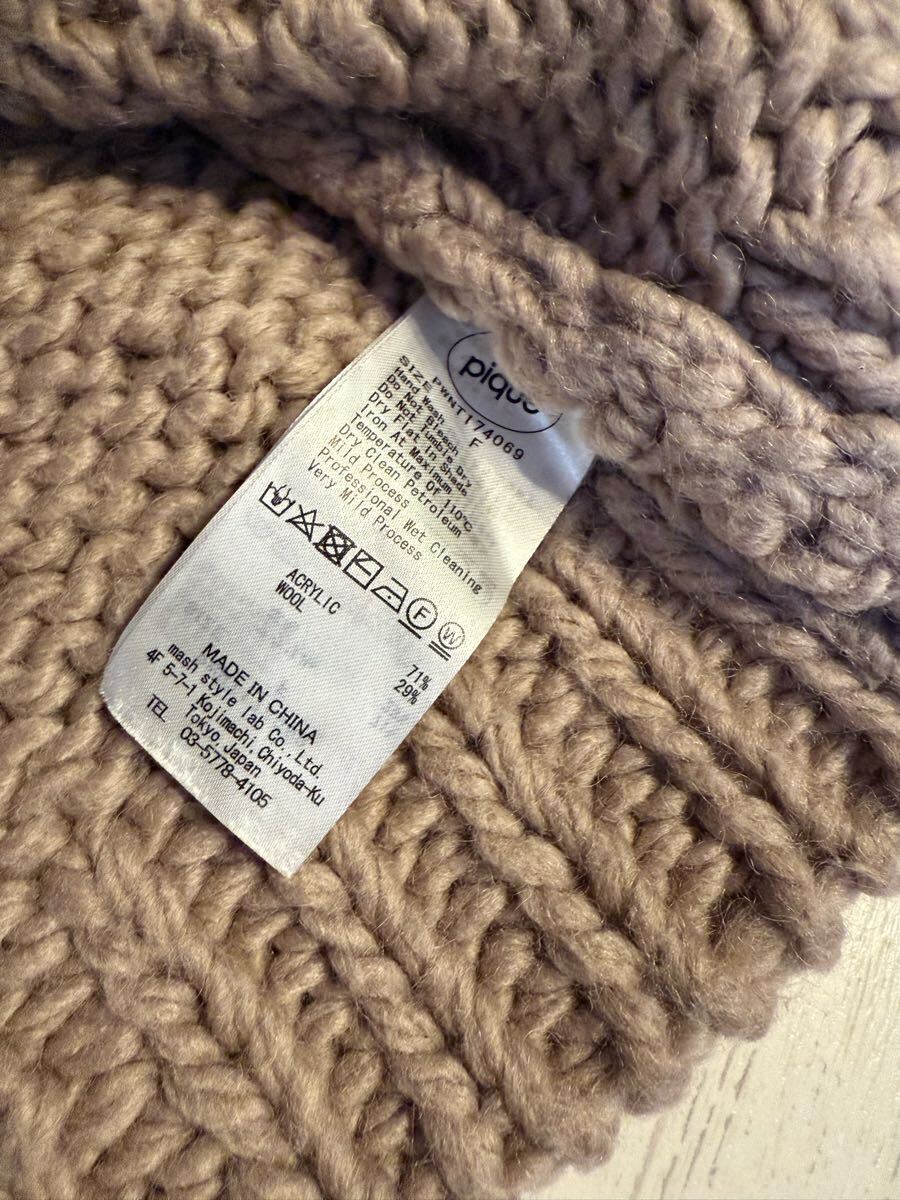 PWNT174069
SIZE F
Hand Wash
Do Not Bleach
Do Not Tumble Dry
Dry Flat In Shade
Iron At Maximum
Temperature Of 110℃
Dry Clean Petroleum
Mild Process
Professional Wet Cleaning
Very Mild Process
F W
ACRYLIC 71%
WOOL 29%
MADE IN CHINA
mash style lab Co., Ltd.
4F 5-7-1 Kojimachi, Chiyoda-Ku
Tokyo, Japan
TEL 03-5778-4105